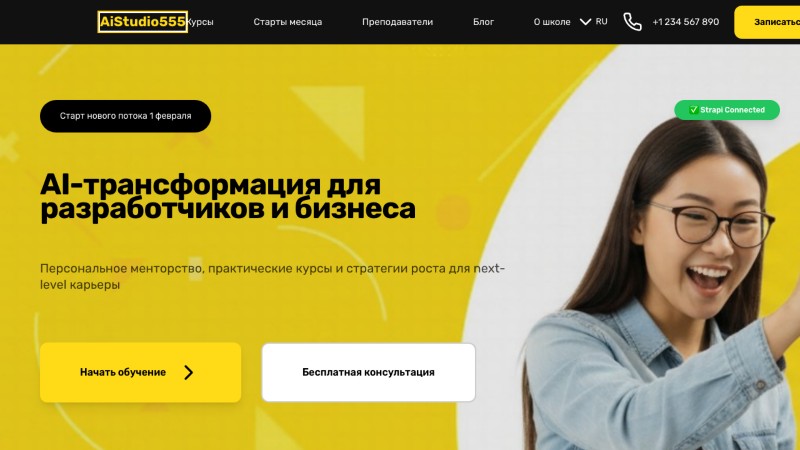 AiStudio555
Курсы
Старты месяца
Преподаватели
Блог
О школе
RU
+1 234 567 890
Старт нового потока 1 февраля
✅ Strapi Connected
AI-трансформация для
разработчиков и бизнеса
Персональное менторство, практические курсы и стратегии роста для next-
level карьеры
Начать обучение
Бесплатная консультация